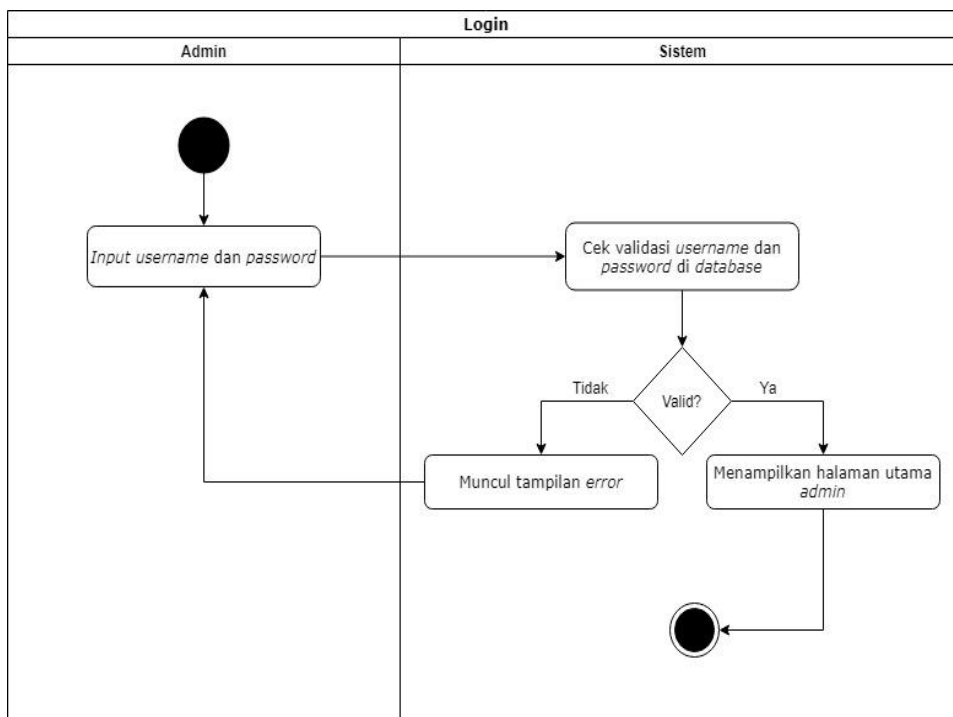 Login
Admin
Sistem
Input username dan password
Cek validasi username dan
password di database
Tidak
Valid?
Ya
Muncul tampilan error
Menampilkan halaman utama
admin